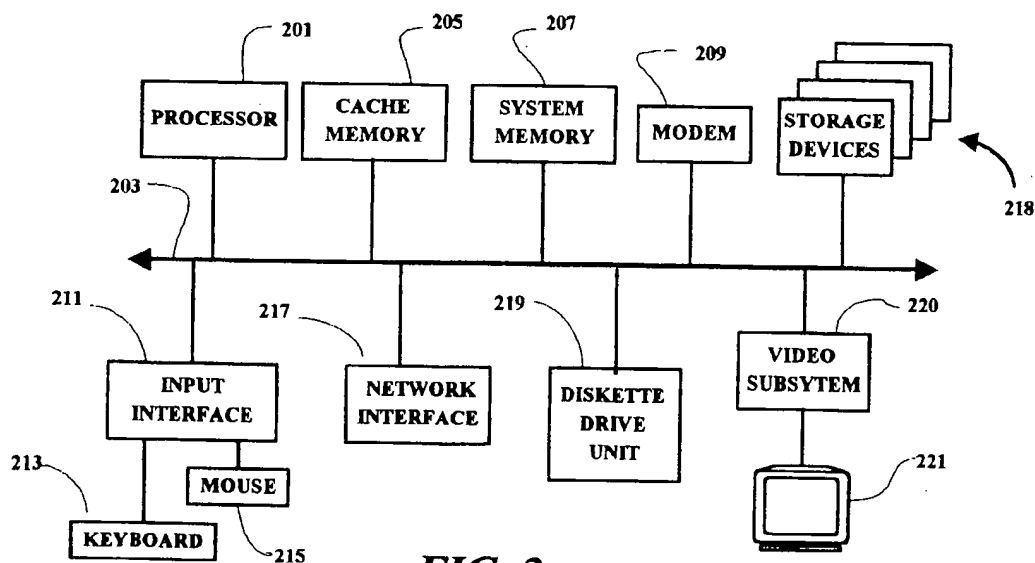 201
205
207
209
PROCESSOR
CACHE
MEMORY
SYSTEM
MEMORY
MODEM
STORAGE
DEVICES
218
203
211
217
219
220
INPUT
INTERFACE
NETWORK
INTERFACE
DISKETTE
DRIVE
UNIT
VIDEO
SUBSYTEM
213
MOUSE
221
KEYBOARD
215